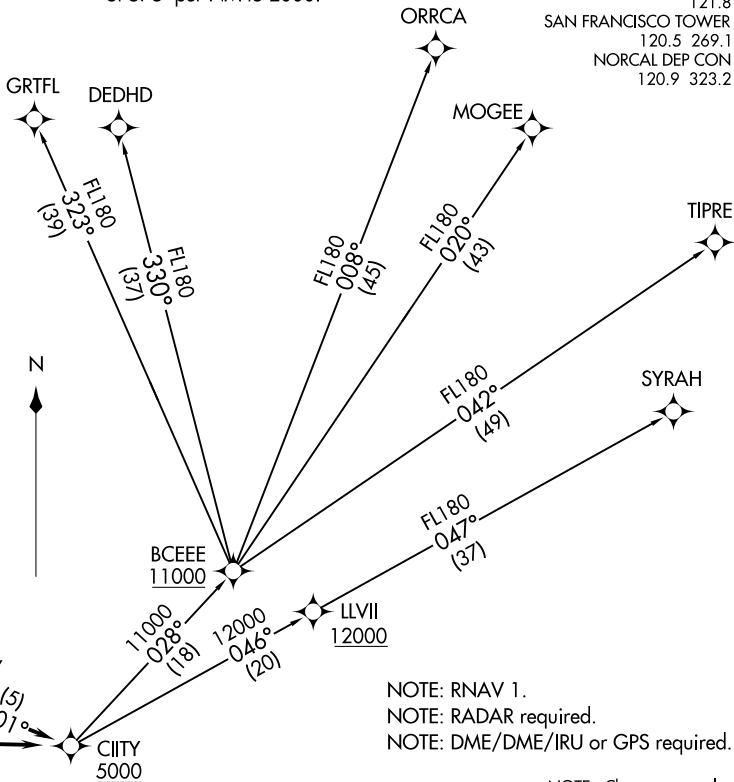 121.8
SAN FRANCISCO TOWER
120.5 269.1
NORCAL DEP CON
120.9 323.2
ORRCA
GRTFL
DEDHD
MOGEE
TIPRE
SYRAH
FL180
323°
(39)
FL180
330°
(37)
FL180
008°
(45)
FL180
020°
(43)
FL180
042°
(49)
FL180
047°
(37)
N
BCEEE
11000
11000
028°
(18)
12000
046°
(20)
LLVII
12000
(5)
01°
CIITY
5000
NOTE: RNAV 1.
NOTE: RADAR required.
NOTE: DME/DME/IRU or GPS required.